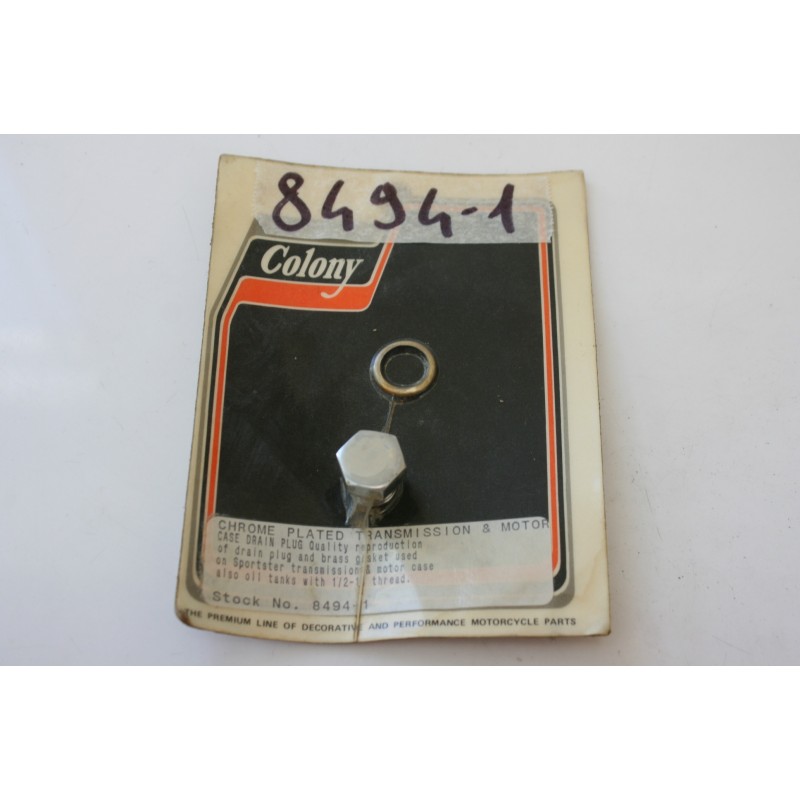 8494-1
Colony
CHROME PLATED TRANSMISSION & MOTOR
CASE DRAIN PLUG Quality reproduction
of drain plug and brass gasket used
on Sportster transmission & motor case
also oil tanks with 1/2- thread.
Stock No. 8494-1
THE PREMIUM LINE OF DECORATIVE AND PERFORMANCE MOTORCYCLE PARTS